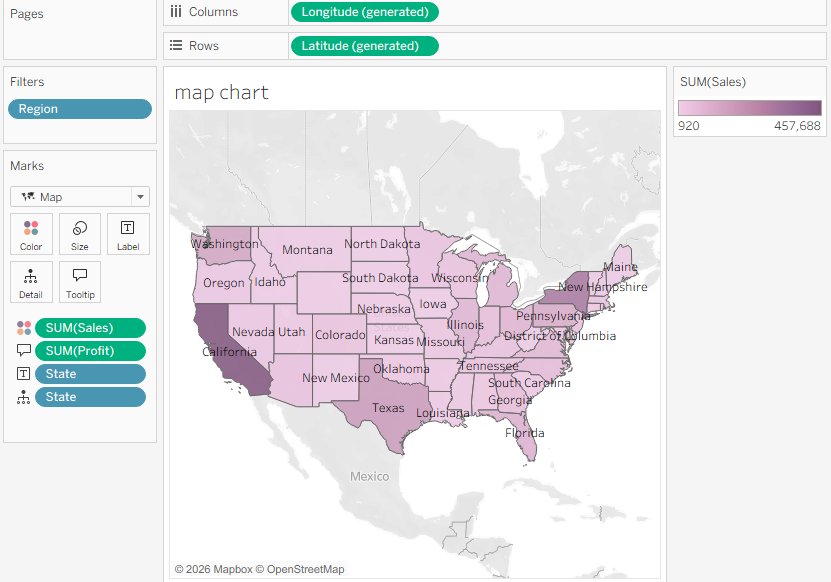 Pages
Columns
Longitude (generated)
Rows
Latitude (generated)
Filters
Region
Marks
Map
Color
Size
Label
Detail
Tooltip
SUM(Sales)
SUM(Profit)
State
State
map chart
Washington
Montana
North Dakota
Maine
Oregon
Idaho
South Dakota
Wisconsin
New Hampshire
Nebraska
Iowa
Pennsylvania
Nevada
Utah
Colorado
Kansas
Missouri
Illinois
District of Columbia
California
New Mexico
Oklahoma
Tennessee
South Carolina
Texas
Louisiana
Georgia
Florida
Mexico
© 2026 Mapbox © OpenStreetMap
SUM(Sales)
920
457,688